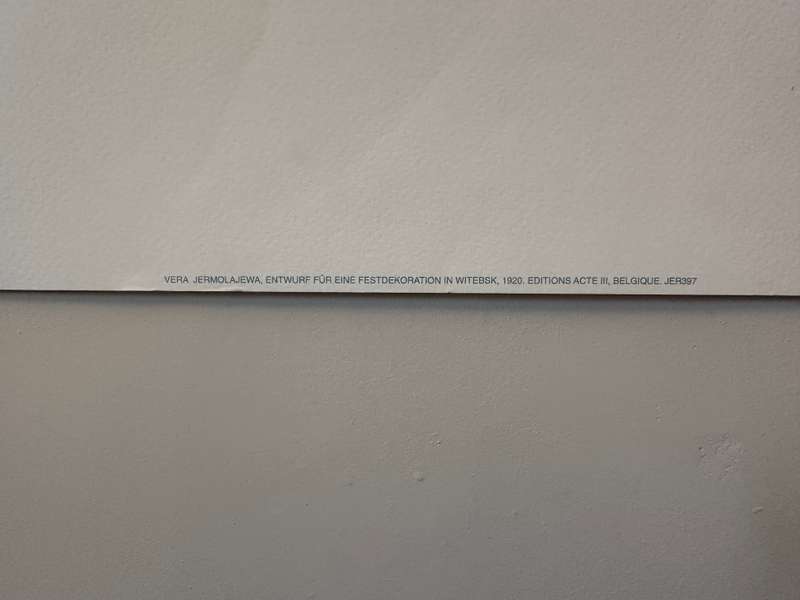 VERA JERMOLAJEWA, ENTWURF FÜR EINE FESTDEKORATION IN WITEBSK, 1920. EDITIONS ACTE III, BELGIQUE. JER397